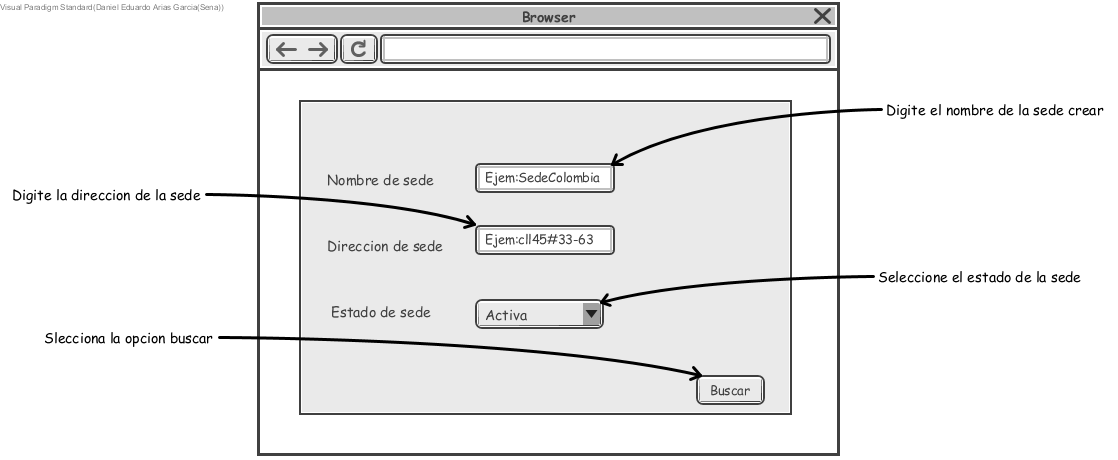 Visual Paradigm Standard(Daniel Eduardo Arias Garcia(Sena))
Browser
Digite el nombre de la sede crear
Nombre de sede
Ejem:SedeColombia
Digite la direccion de la sede
Direccion de sede
Ejem:cll45#33-63
Seleccione el estado de la sede
Estado de sede
Activa
Slecciona la opcion buscar
Buscar